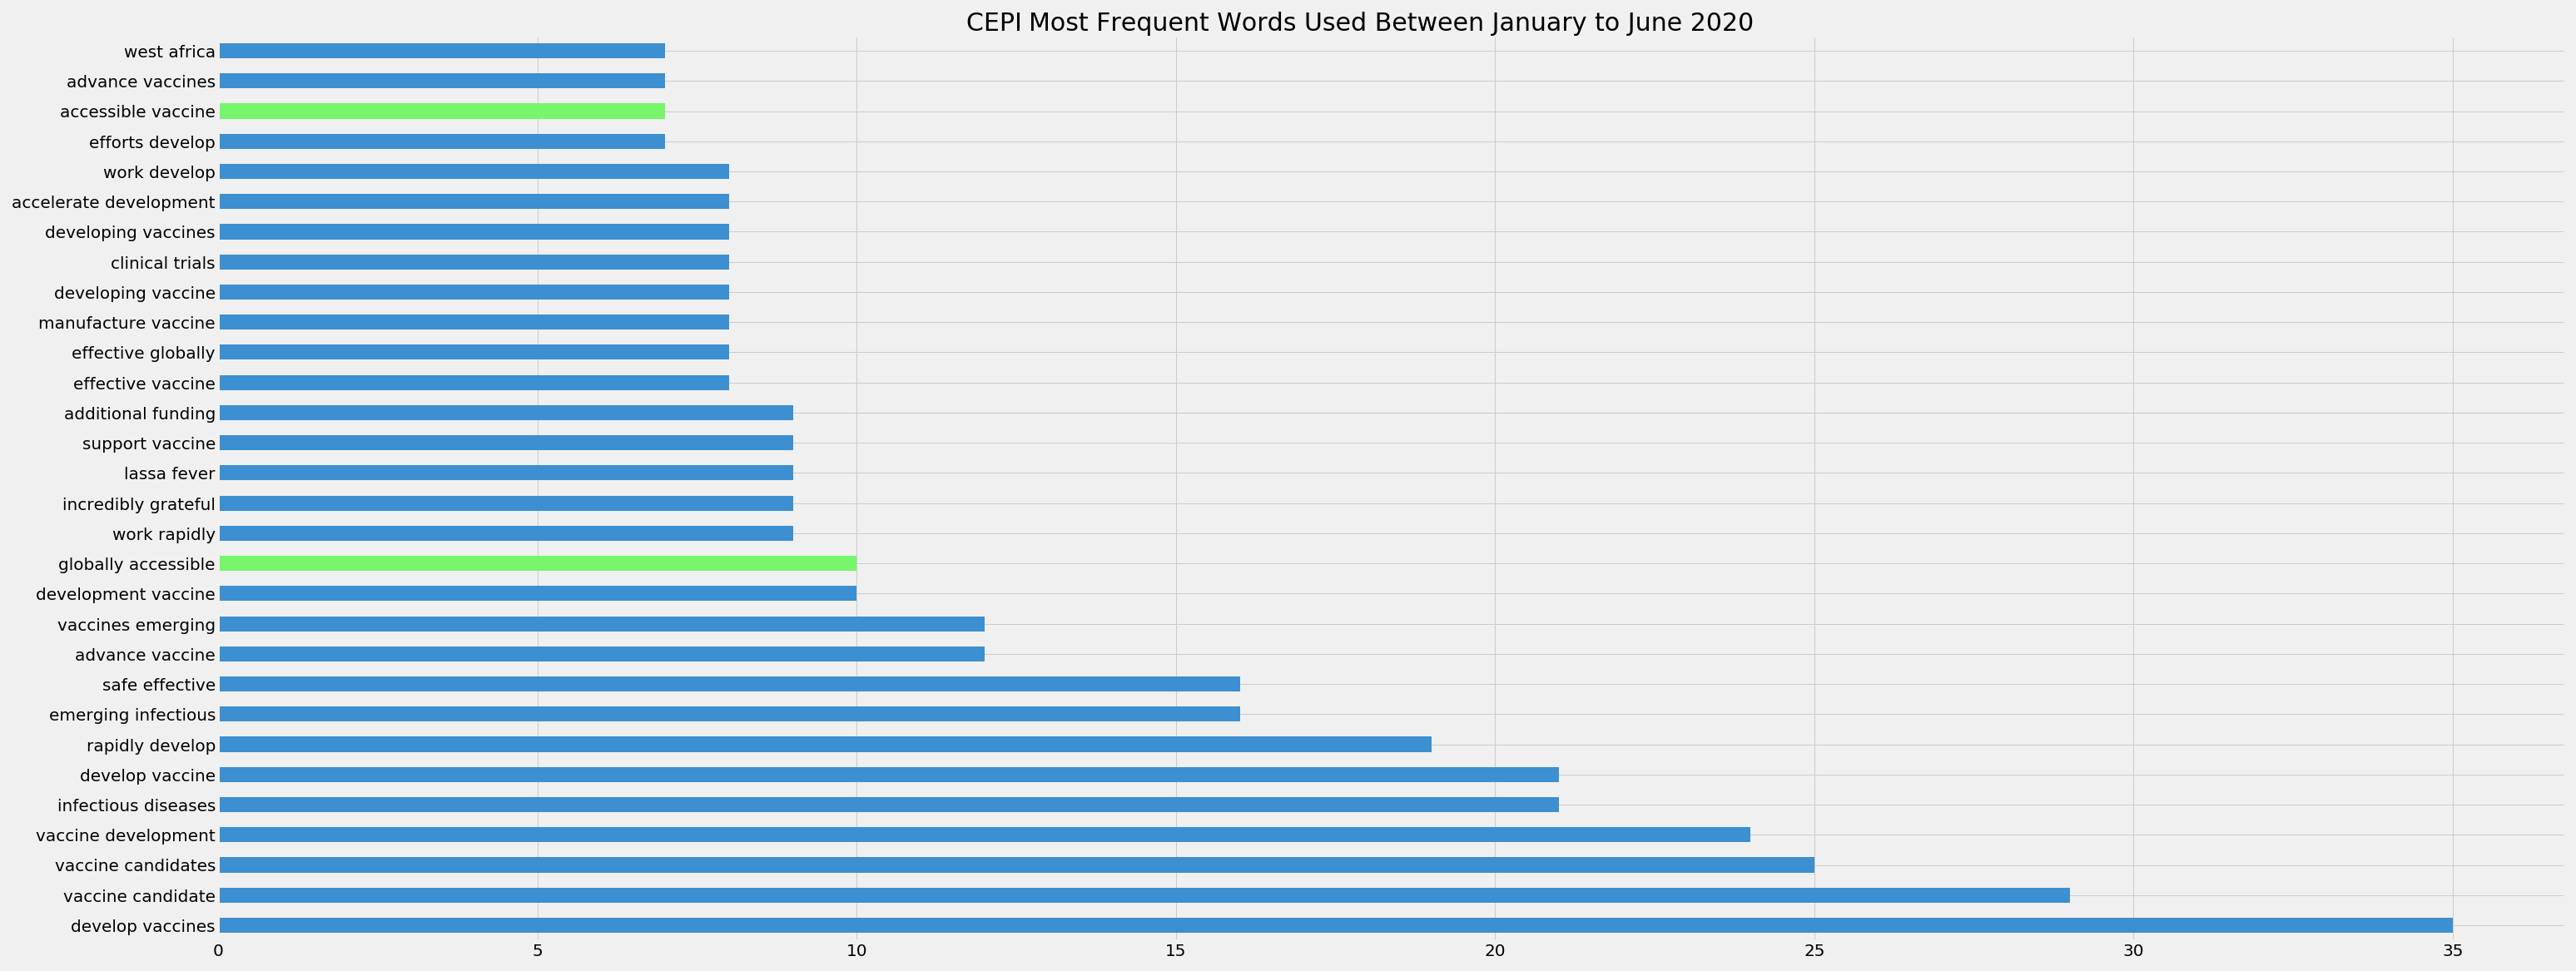 CEPI Most Frequent Words Used Between January to June 2020
west africa
advance vaccines
accessible vaccine
efforts develop
work develop
accelerate development
developing vaccines
clinical trials
developing vaccine
manufacture vaccine
effective globally
effective vaccine
additional funding
support vaccine
lassa fever
incredibly grateful
work rapidly
globally accessible
development vaccine
vaccines emerging
advance vaccine
safe effective
emerging infectious
rapidly develop
develop vaccine
infectious diseases
vaccine development
vaccine candidates
vaccine candidate
develop vaccines
0 5 10 15 20 25 30 35